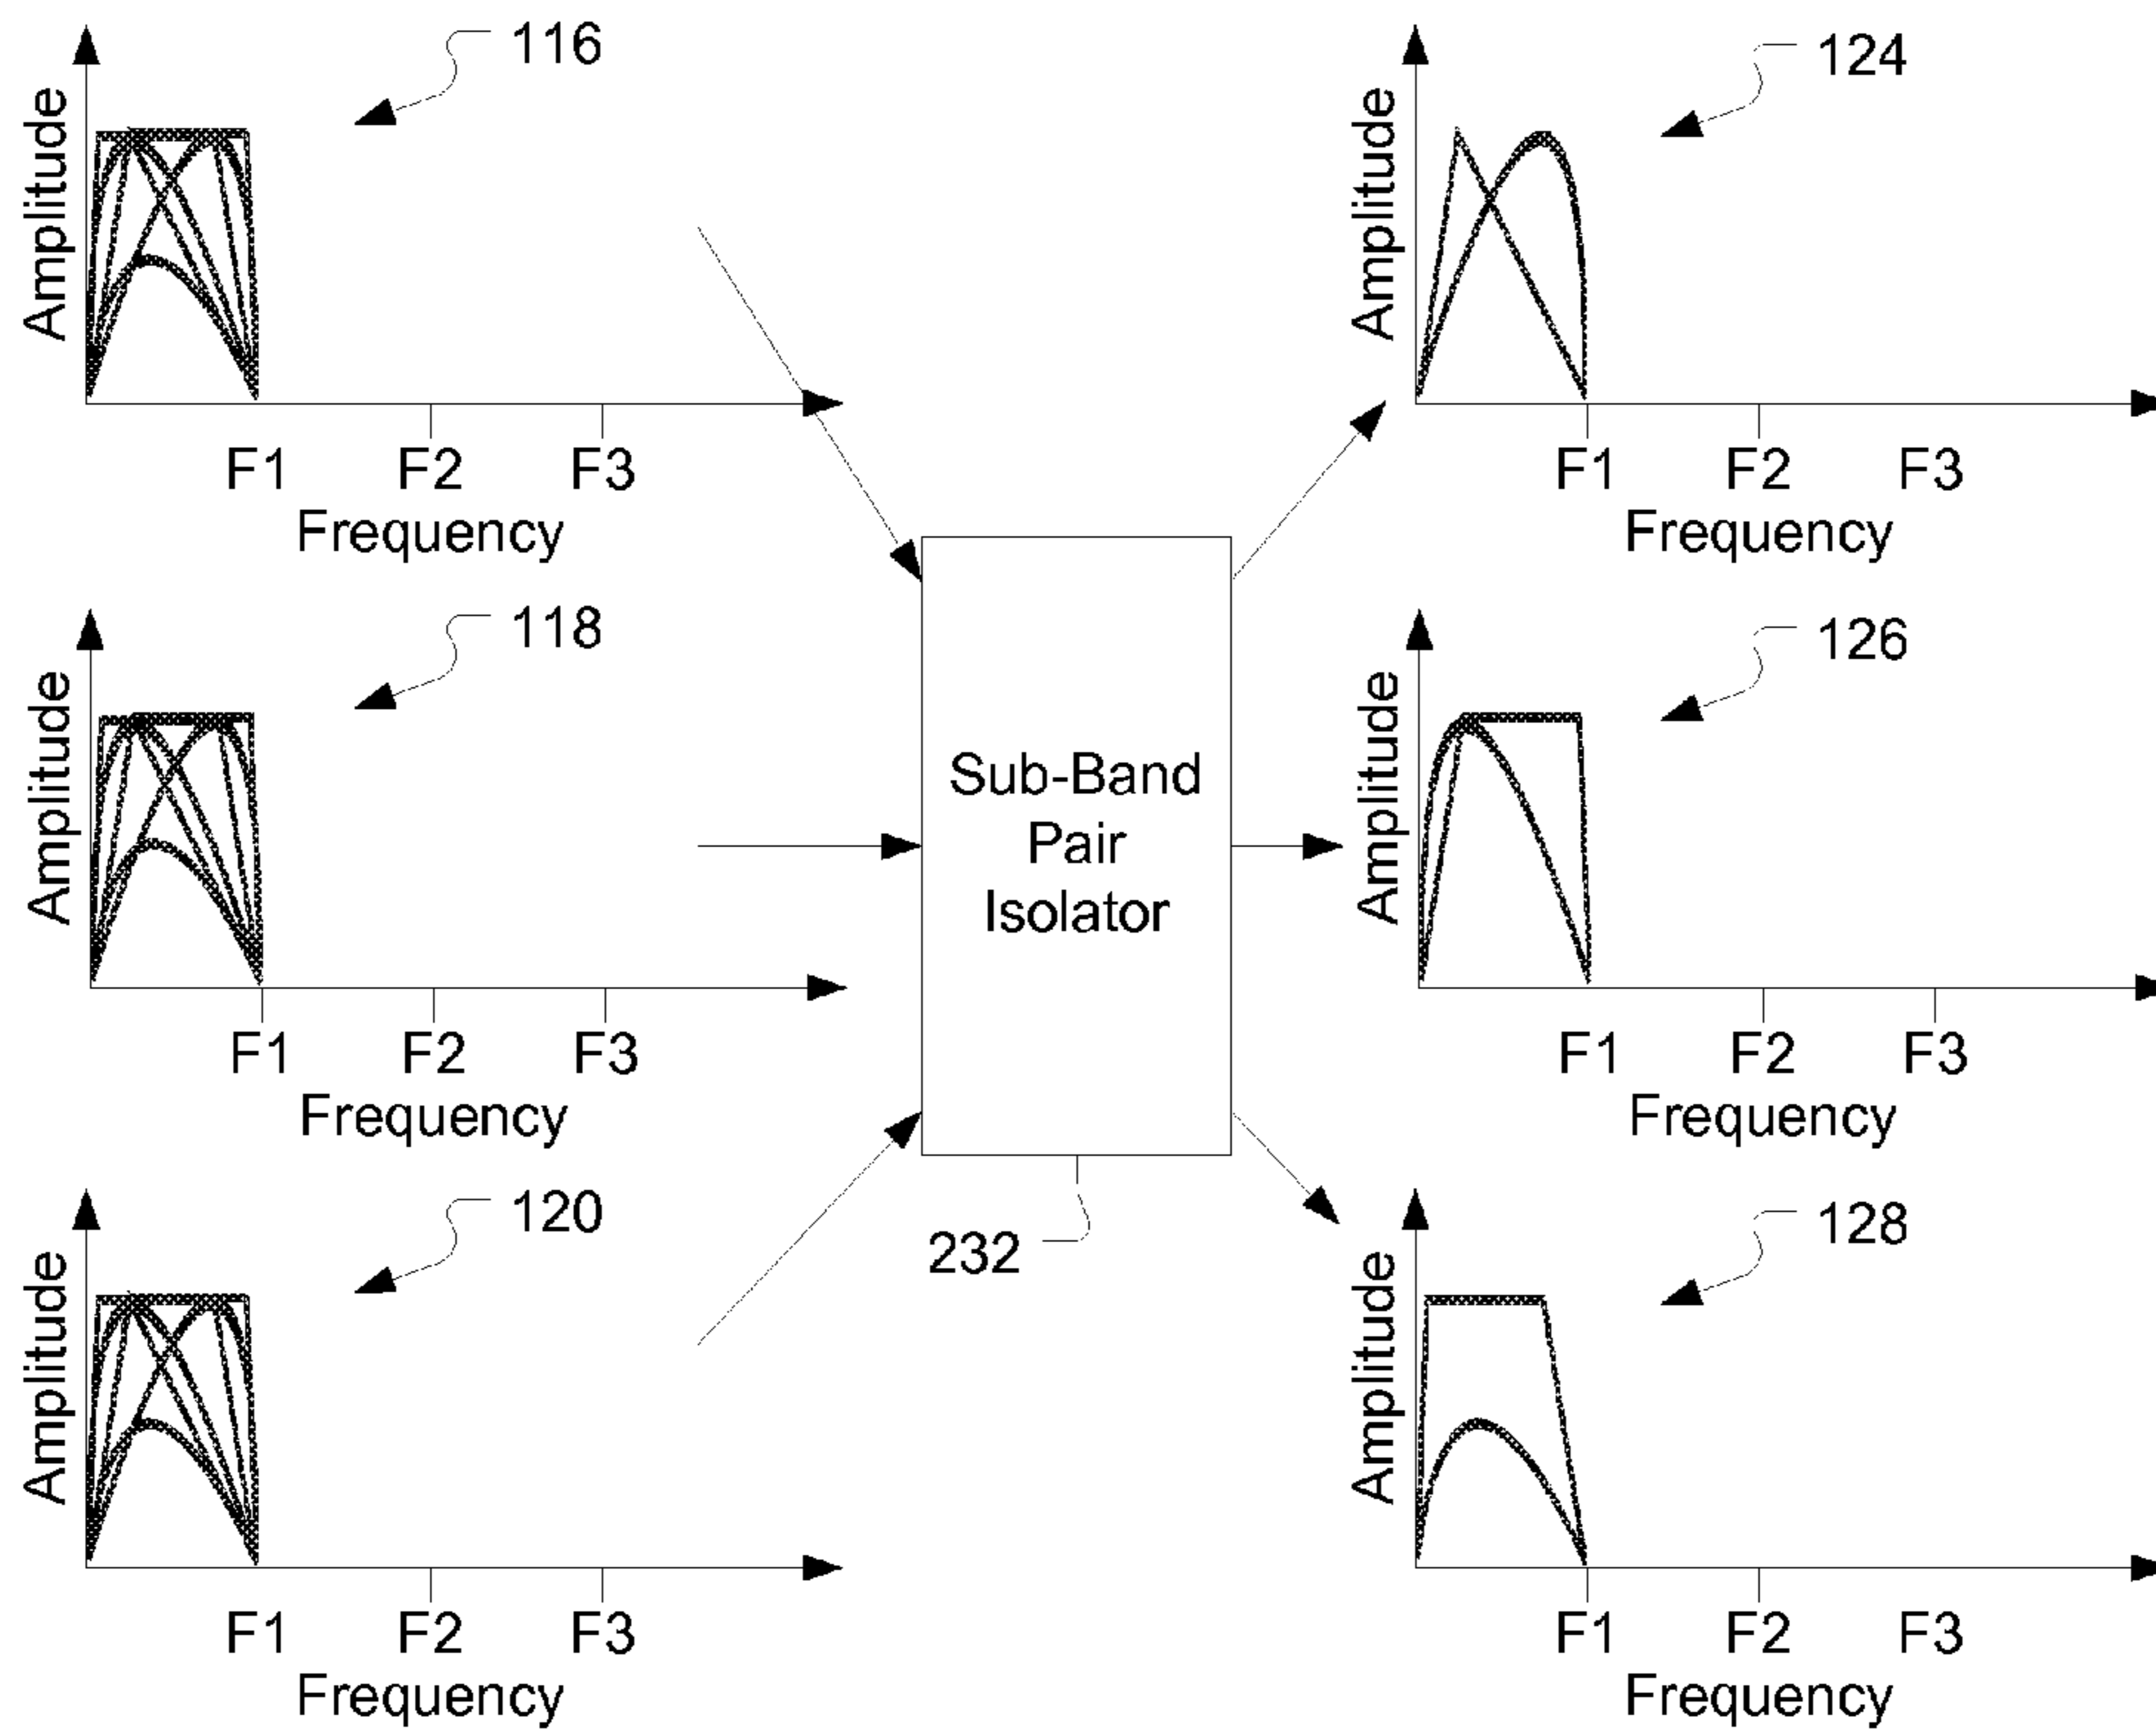 116
Amplitude
F1 F2 F3
Frequency
124
Amplitude
F1 F2 F3
Frequency
118
Amplitude
F1 F2 F3
Frequency
Sub-Band
Pair
Isolator
232
126
Amplitude
F1 F2 F3
Frequency
120
Amplitude
F1 F2 F3
Frequency
128
Amplitude
F1 F2 F3
Frequency